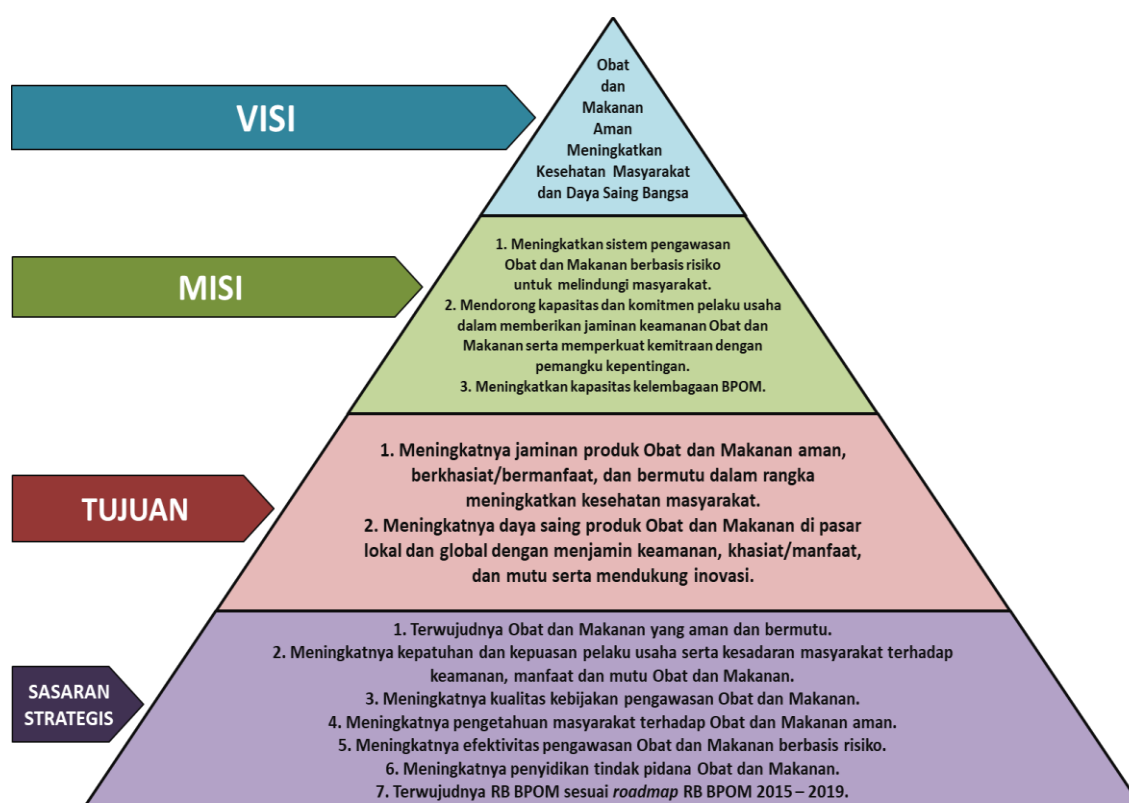 VISI
Obat
dan
Makanan
Aman
Meningkatkan
Kesehatan Masyarakat
dan Daya Saing Bangsa
MISI
1. Meningkatkan sistem pengawasan
Obat dan Makanan berbasis risiko
untuk melindungi masyarakat.
2. Mendorong kapasitas dan komitmen pelaku usaha
dalam memberikan jaminan keamanan Obat dan
Makanan serta memperkuat kemitraan dengan
pemangku kepentingan.
3. Meningkatkan kapasitas kelembagaan BPOM.
TUJUAN
1. Meningkatnya jaminan produk Obat dan Makanan aman,
berkhasiat/bermanfaat, dan bermutu dalam rangka
meningkatkan kesehatan masyarakat.
2. Meningkatnya daya saing produk Obat dan Makanan di pasar
lokal dan global dengan menjamin keamanan, khasiat/manfaat,
dan mutu serta mendukung inovasi.
SASARAN
STRATEGIS
1. Terwujudnya Obat dan Makanan yang aman dan bermutu.
2. Meningkatnya kepatuhan dan kepuasan pelaku usaha serta kesadaran masyarakat terhadap
keamanan, manfaat dan mutu Obat dan Makanan.
3. Meningkatnya kualitas kebijakan pengawasan Obat dan Makanan.
4. Meningkatnya pengetahuan masyarakat terhadap Obat dan Makanan aman.
5. Meningkatnya efektivitas pengawasan Obat dan Makanan berbasis risiko.
6. Meningkatnya penyidikan tindak pidana Obat dan Makanan.
7. Terwujudnya RB BPOM sesuai roadmap RB BPOM 2015 – 2019.